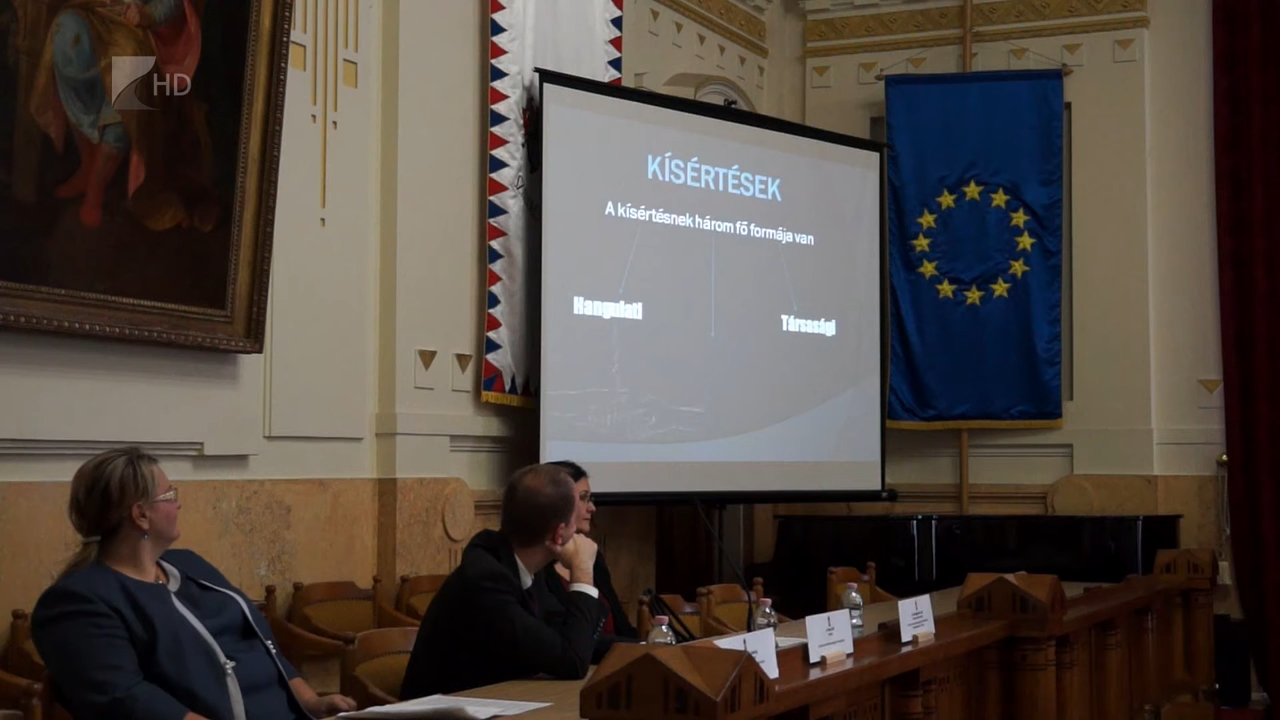 HD
KÍSÉRTÉSEK
A kísértésnek három fő formája van
Hangulati
Társasági